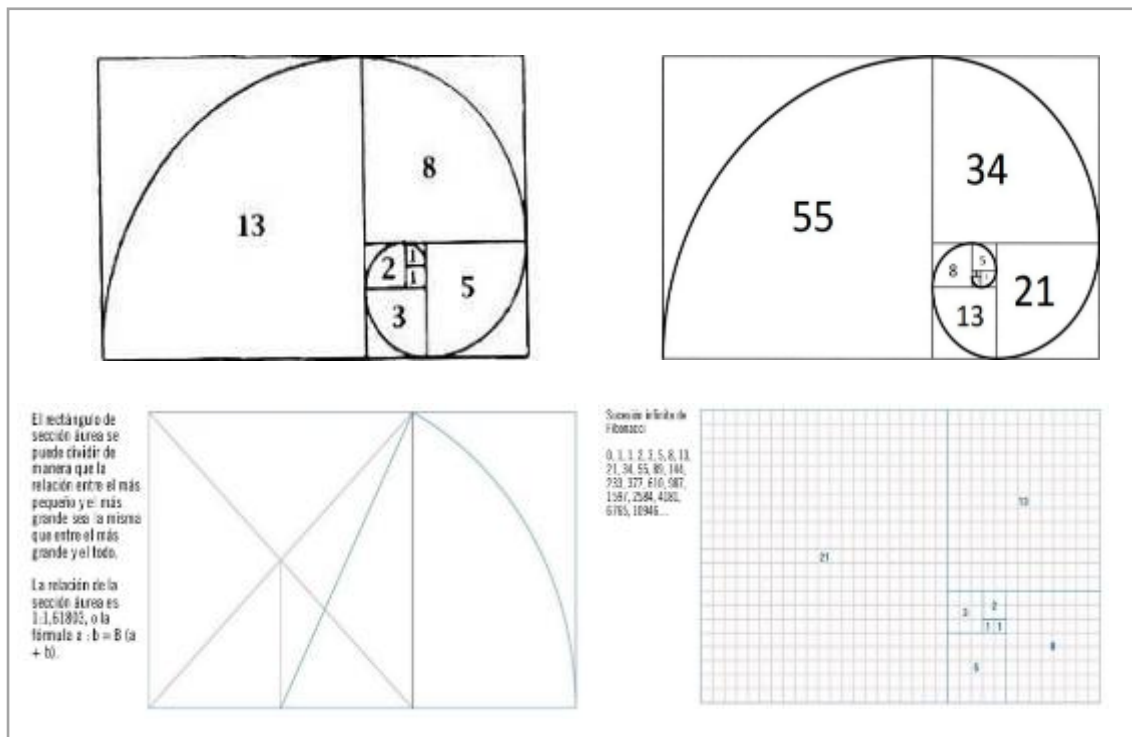 13
8
2
1
1
3
5
55
34
8
5
13
21
El rectángulo de
sección áurea se
puede dividir de
manera que la
relación entre el más
pequeño y el más
grande sea la misma
que entre el más
grande y el todo.
La relación de la
sección áurea es
1:1,61803, o la
fórmula a : b = B (a
+ b).
Sucesión infinita de
Fibonacci
0, 1, 1, 2, 3, 5, 8, 13,
21, 34, 55, 89, 144,
233, 377, 610, 987,
1597, 2584, 4181,
6765, 10946...
13
21
3
2
1
1
8
5